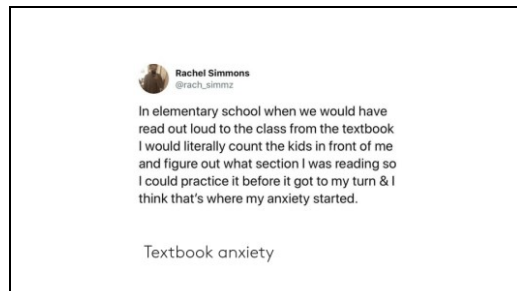 Rachel Simmons
@rach_simmz
In elementary school when we would have
read out loud to the class from the textbook
I would literally count the kids in front of me
and figure out what section I was reading so
I could practice it before it got to my turn & I
think that's where my anxiety started.
Textbook anxiety